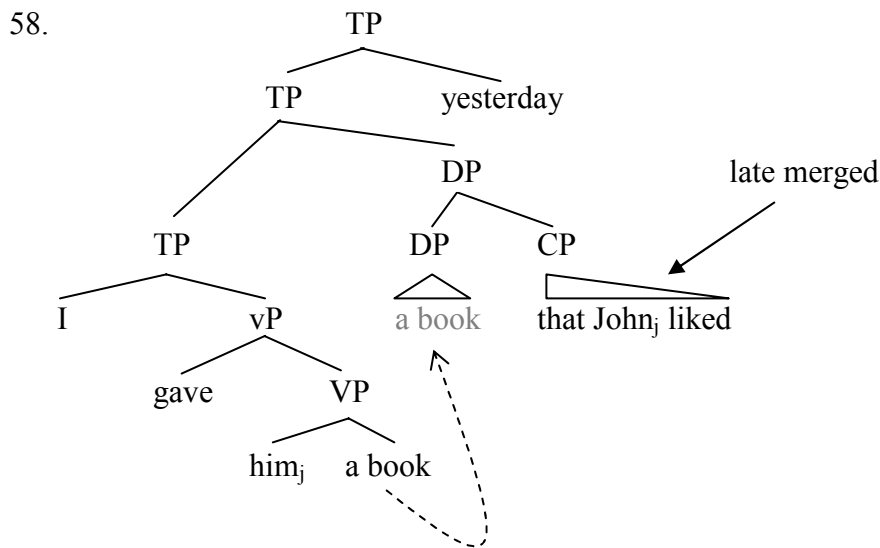 58.
TP
TP yesterday
DP
late merged
TP DP CP
I vP a book that Johnj liked
gave VP
himj a book